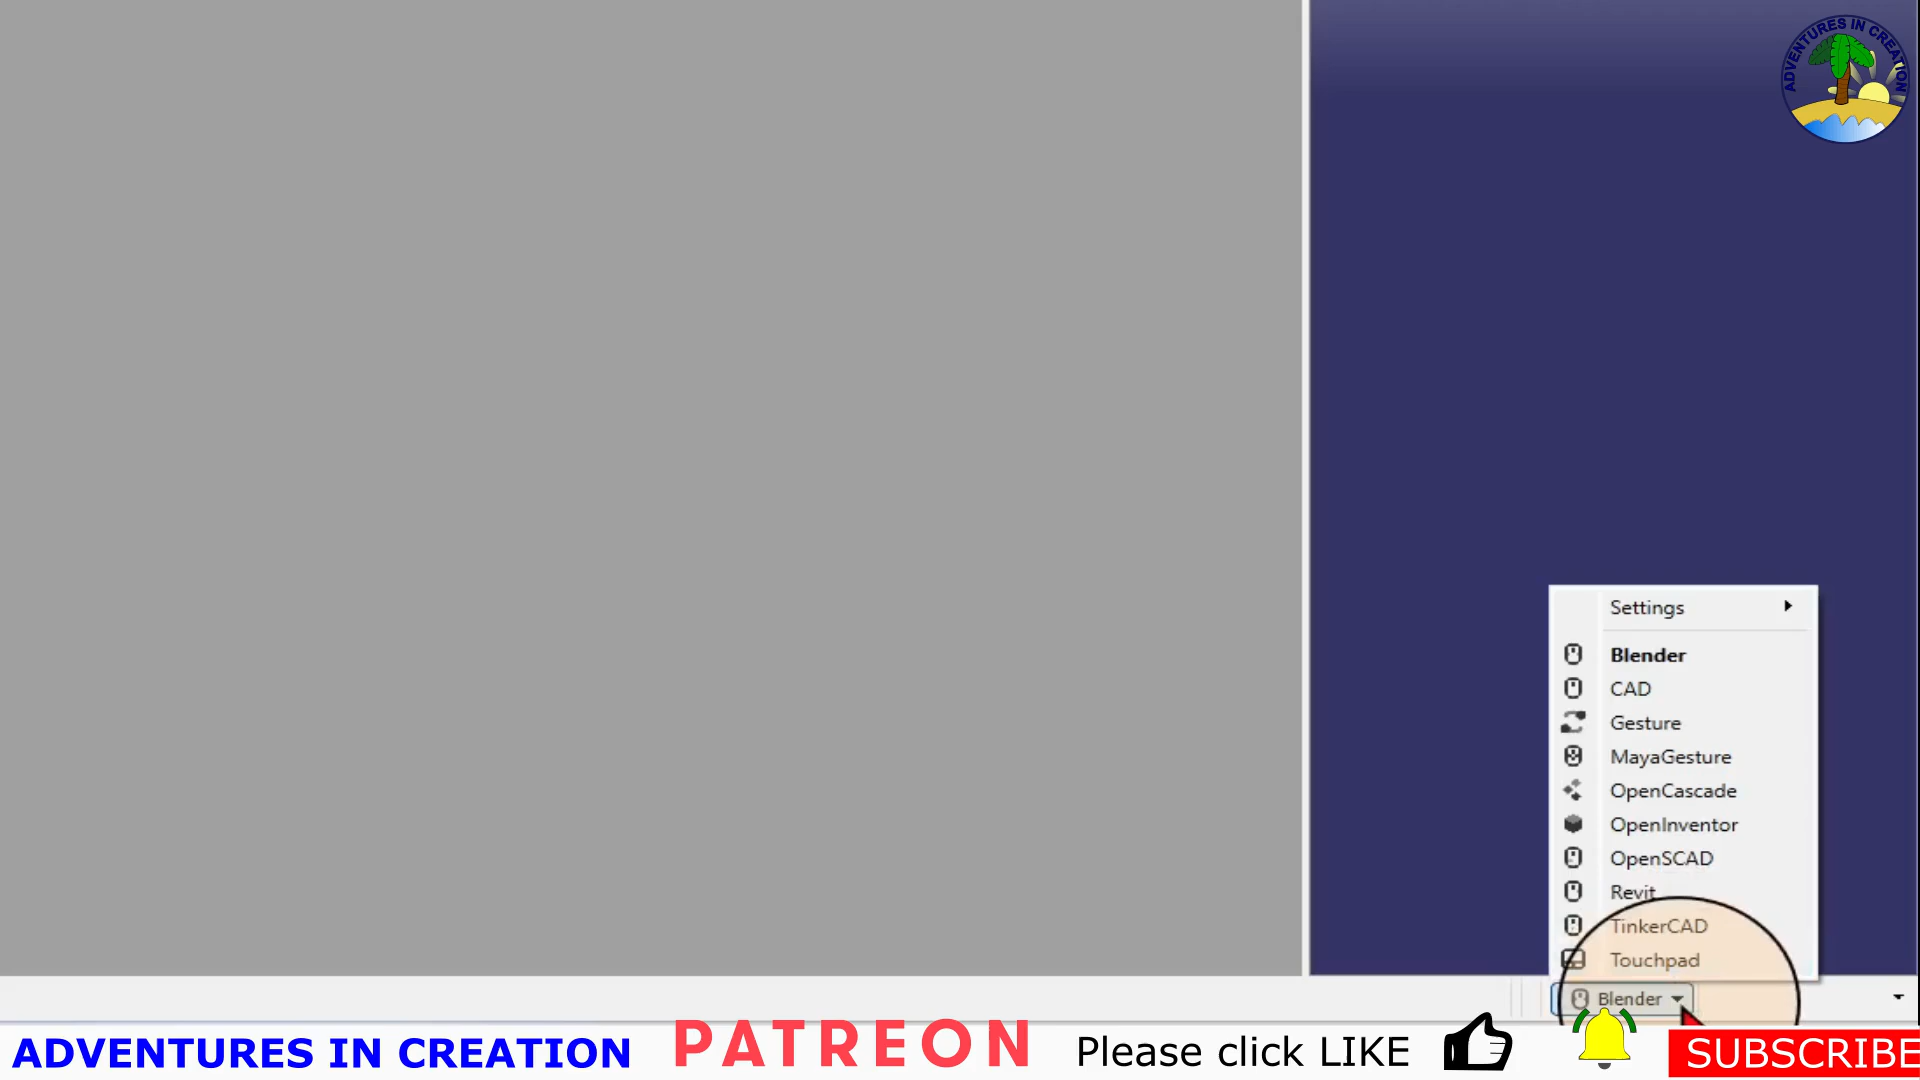 ADVENTURES IN CREATION
Settings
Blender
CAD
Gesture
MayaGesture
OpenCascade
OpenInventor
OpenSCAD
Revit
TinkerCAD
Touchpad
Blender
ADVENTURES IN CREATION PATREON Please click LIKE SUBSCRIBE